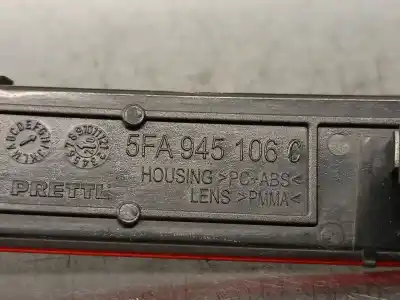 5FA 945 106 C
HOUSING >PC+ABS<
LENS >PMMA<
PRETTL